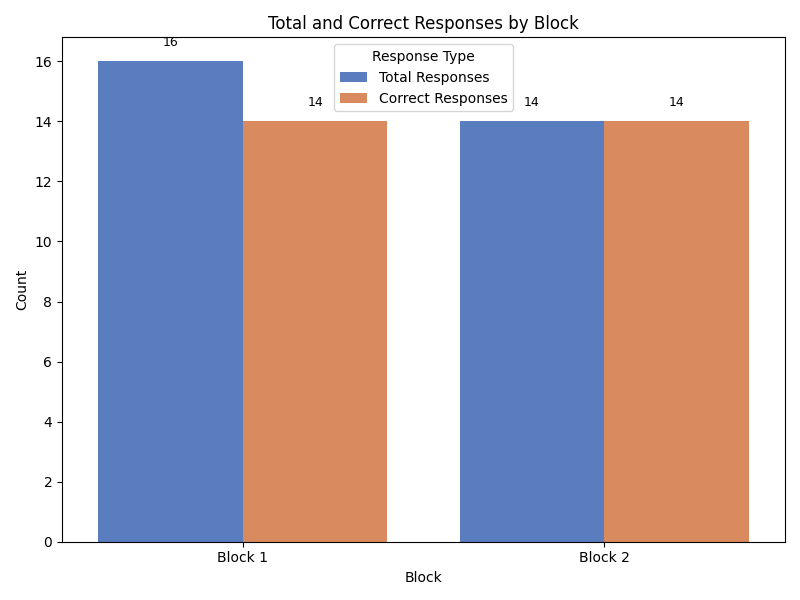 Total and Correct Responses by Block
16
Response Type
Total Responses
Correct Responses
14
14
14
16
14
12
10
8
6
4
2
0
Count
Block 1
Block 2
Block